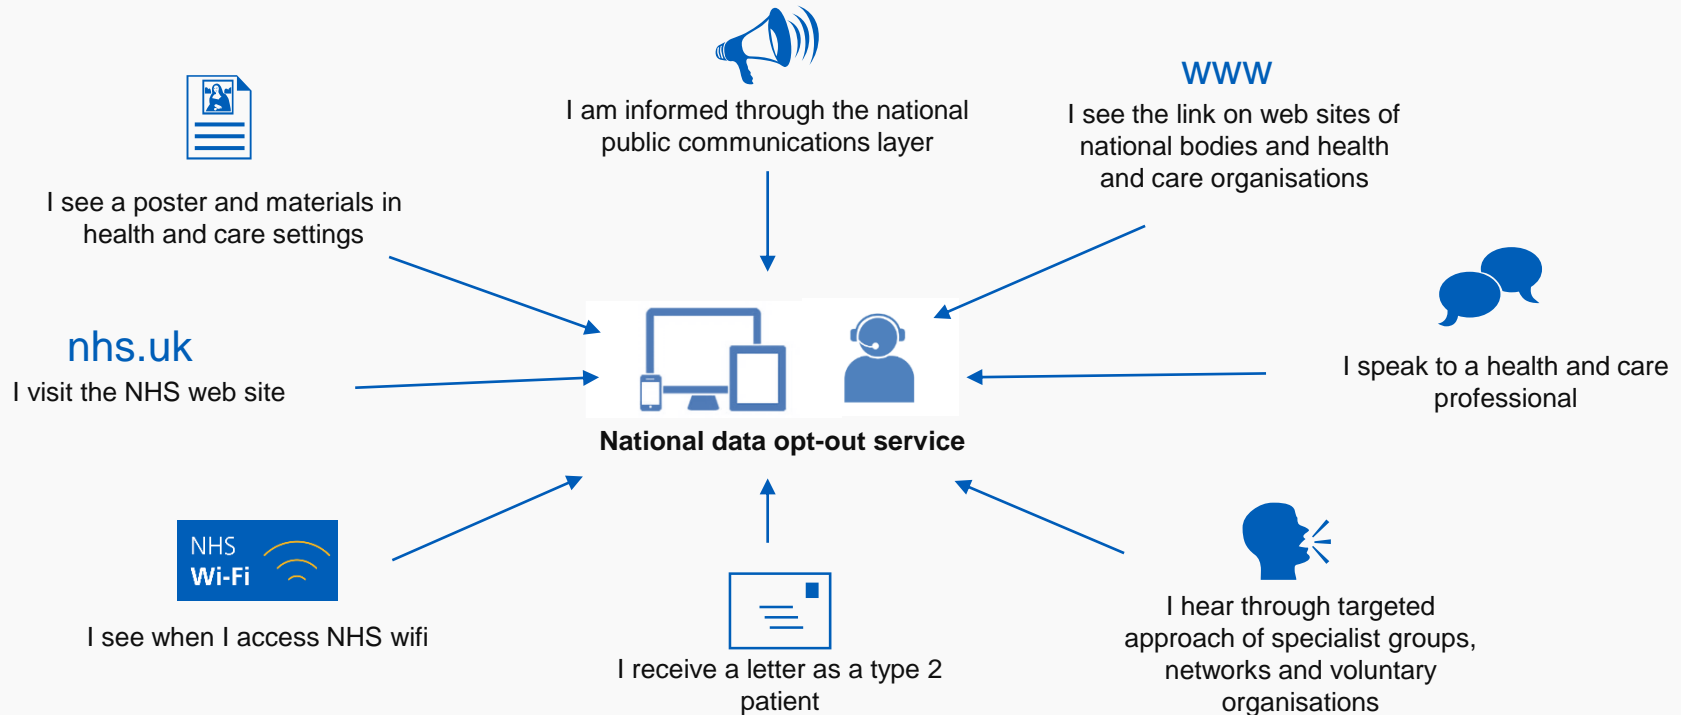 I am informed through the national
public communications layer
www
I see the link on web sites of
national bodies and health
and care organisations
I see a poster and materials in
health and care settings
nhs.uk
I visit the NHS web site
I speak to a health and care
professional
National data opt-out service
NHS
Wi-Fi
I see when I access NHS wifi
I receive a letter as a type 2
patient
I hear through targeted
approach of specialist groups,
networks and voluntary
organisations